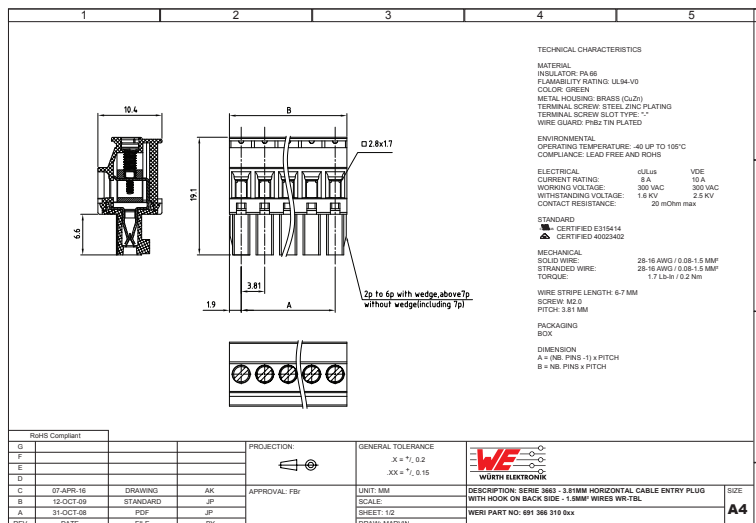 1 2 3 4 5
TECHNICAL CHARACTERISTICS
MATERIAL
INSULATOR: PA 66
FLAMABILITY RATING: UL94-V0
COLOR: GREEN
METAL HOUSING: BRASS (CuZn)
TERMINAL SCREW: STEEL ZINC PLATING
TERMINAL SCREW SLOT TYPE: "-"
WIRE GUARD: PhBz TIN PLATED
ENVIRONMENTAL
OPERATING TEMPERATURE: -40 UP TO 105°C
COMPLIANCE: LEAD FREE AND ROHS
ELECTRICAL cULus VDE
CURRENT RATING: 8 A 10 A
WORKING VOLTAGE: 300 VAC 300 VAC
WITHSTANDING VOLTAGE: 1.6 KV 2.5 KV
CONTACT RESISTANCE: 20 mOhm max
STANDARD
CERTIFIED E315414
CERTIFIED 40023402
MECHANICAL
SOLID WIRE: 28-16 AWG / 0.08-1.5 MM²
STRANDED WIRE: 28-16 AWG / 0.08-1.5 MM²
TORQUE: 1.7 Lb-In / 0.2 Nm
WIRE STRIPE LENGTH: 6-7 MM
SCREW: M2.0
PITCH: 3.81 MM
PACKAGING
BOX
DIMENSION
A = (NB. PINS -1) x PITCH
B = NB. PINS x PITCH
10.4
B
□ 2.8x1.7
19.1
6.6
3.81
1.9
A
2p to 6p with wedge,above7p
without wedge(including 7p)
RoHS Compliant
G
F
E
D
C 07-APR-16 DRAWING AK
B 12-OCT-09 STANDARD JP
A 31-OCT-08 PDF JP
REV DATE FILE BY
PROJECTION:
APPROVAL: FBr
GENERAL TOLERANCE
.X = +/- 0.2
.XX = +/- 0.15
UNIT: MM
SCALE:
SHEET: 1/2
DRAW: MARVIN
WE
WÜRTH ELEKTRONIK
DESCRIPTION: SERIE 3663 - 3.81MM HORIZONTAL CABLE ENTRY PLUG
WITH HOOK ON BACK SIDE - 1.5MM² WIRES WR-TBL
WERI PART NO: 691 366 310 0xx
SIZE
A4